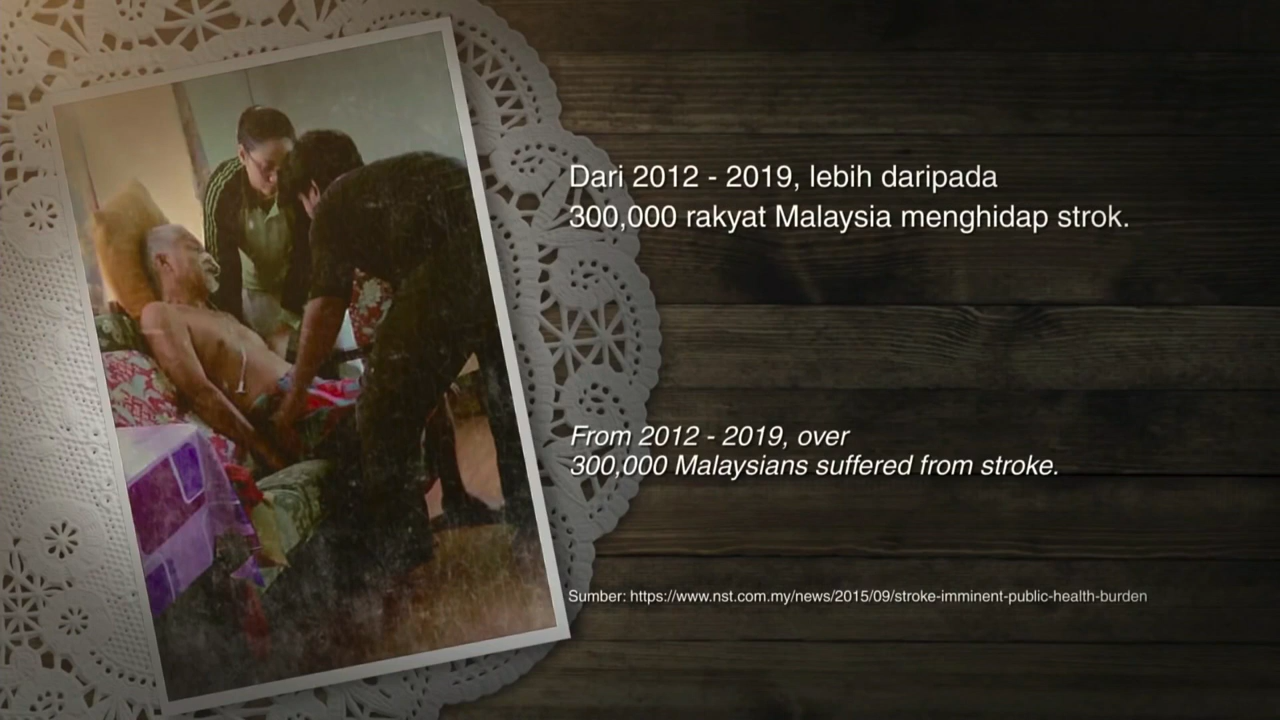 Dari 2012 - 2019, lebih daripada
300,000 rakyat Malaysia menghidap strok.
From 2012 - 2019, over
300,000 Malaysians suffered from stroke.
Sumber: https://www.nst.com.my/news/2015/09/stroke-imminent-public-health-burden